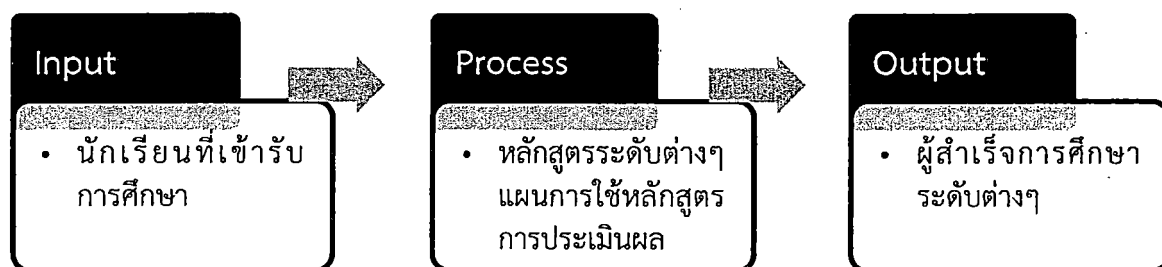 Input
• นักเรียนที่เข้ารับ
การศึกษา
Process
• หลักสูตรระดับต่างๆ
แผนการใช้หลักสูตร
การประเมินผล
Output
• ผู้สำเร็จการศึกษา
ระดับต่างๆ